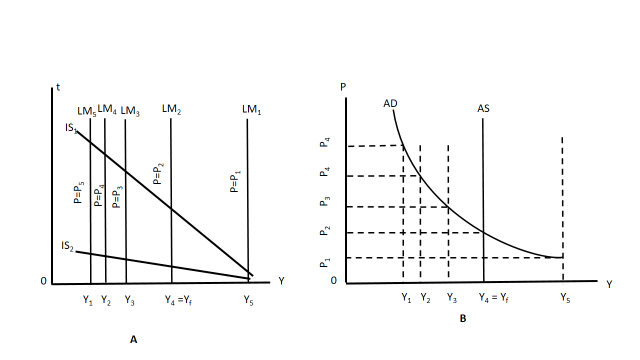 t
LM₅ LM₄ LM₃ LM₂ LM₁
IS₁
P=P₅ P=P₄ P=P₃ P=P₂ P=P₁
IS₂
0 Y
Y₁ Y₂ Y₃ Y₄ =Yf Y₅
A
P
AD AS
P₄
P₄
P₃
P₂
P₁
0 Y
Y₁ Y₂ Y₃ Y₄ = Yf Y₅
B